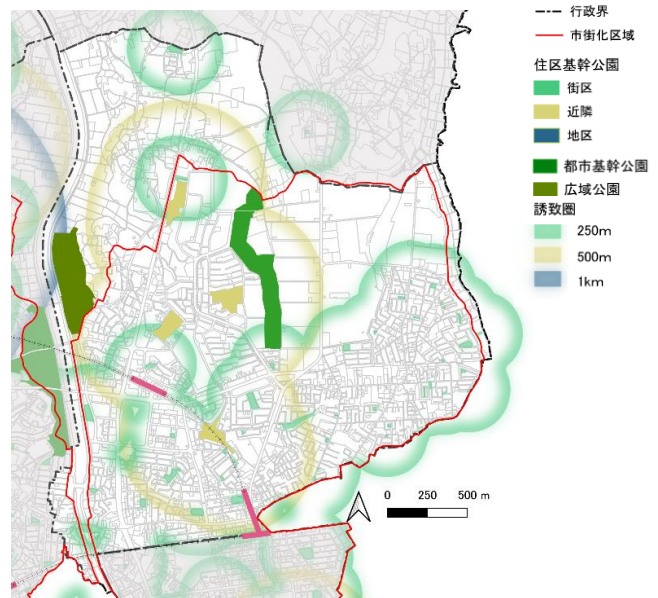 行政界
市街化区域
住区基幹公園
街区
近隣
地区
都市基幹公園
広域公園
誘致圏
250m
500m
1km
0 250 500 m